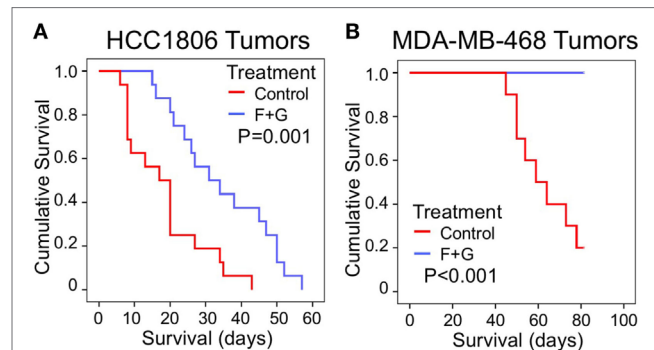 A
HCC1806 Tumors
Cumulative Survival
1.0
0.8
0.6
0.4
0.2
0
Treatment
Control
F+G
P=0.001
0 10 20 30 40 50 60
Survival (days)
B
MDA-MB-468 Tumors
Cumulative Survival
1.0
0.8
0.6
0.4
0.2
Treatment
Control
F+G
P<0.001
0 20 40 60 80 100
Survival (days)